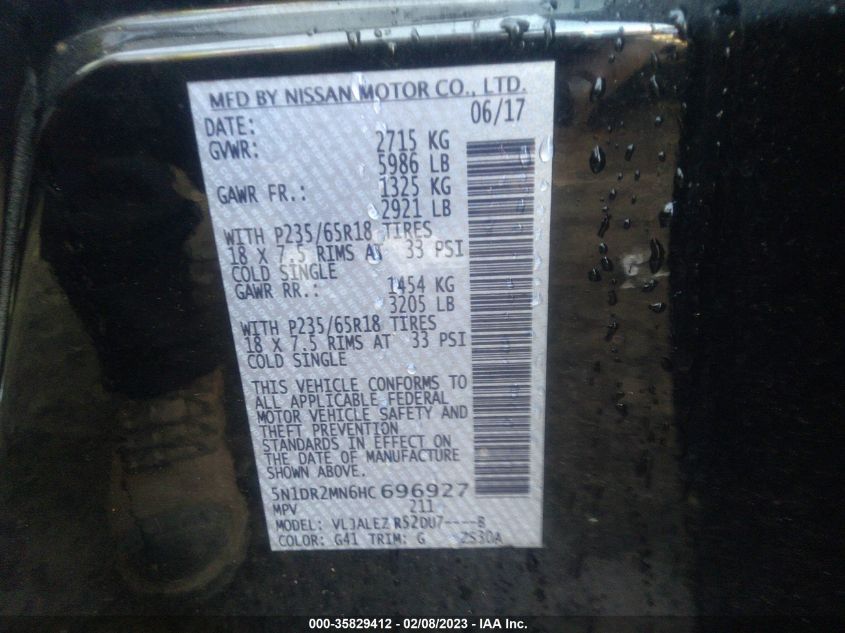 MFD BY NISSAN MOTOR CO., LTD.
DATE: 06/17
GVWR: 2715 KG
5986 LB
GAWR FR.: 1325 KG
2921 LB
WITH P235/65R18 TIRES
18 X 7.5 RIMS AT 33 PSI
COLD SINGLE
GAWR RR.: 1454 KG
3205 LB
WITH P235/65R18 TIRES
18 X 7.5 RIMS AT 33 PSI
COLD SINGLE
THIS VEHICLE CONFORMS TO
ALL APPLICABLE FEDERAL
MOTOR VEHICLE SAFETY AND
THEFT PREVENTION
STANDARDS IN EFFECT ON
THE DATE OF MANUFACTURE
SHOWN ABOVE.
5N1DR2MN6HC696927
MPV 211
MODEL:
COLOR: G41 TRIM: G
000-35829412 - 02/08/2023 - IAA Inc.